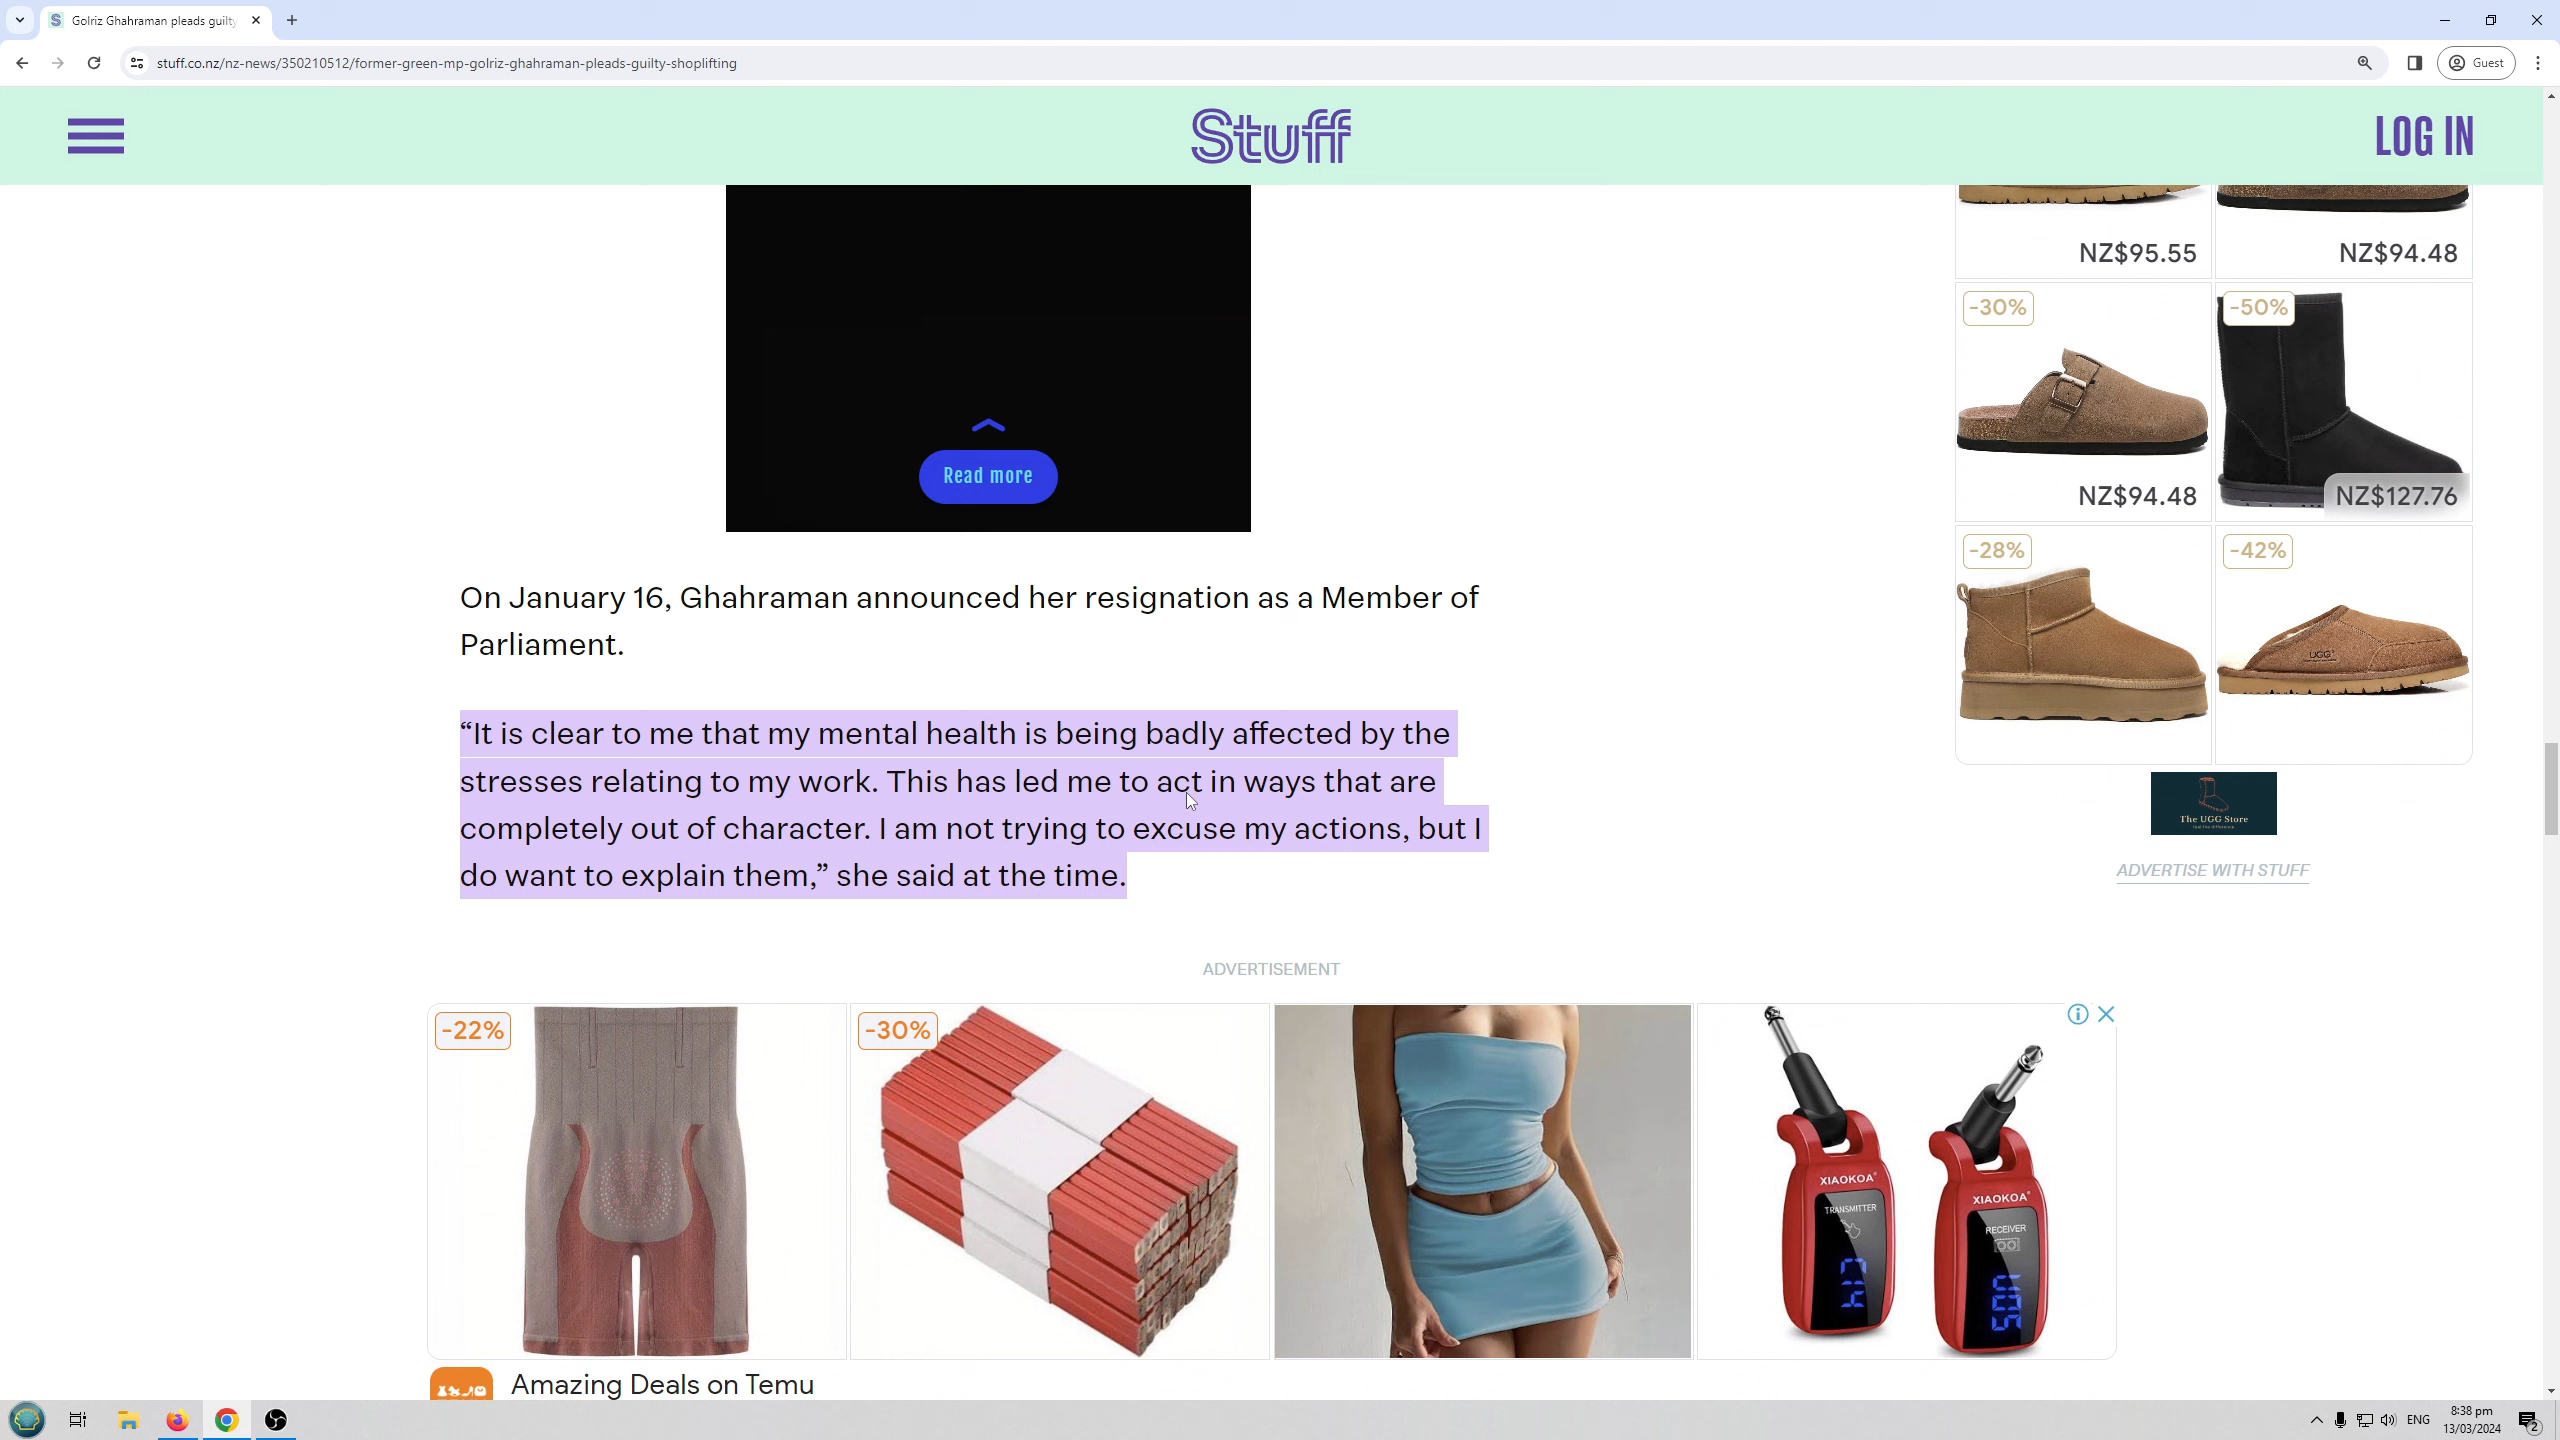 Golriz Ghahraman pleads guilty
stuff.co.nz/nz-news/350210512/former-green-mp-golriz-ghahraman-pleads-guilty-shoplifting
Guest
Stuff
LOG IN
NZ$95.55
NZ$94.48
-30%
-50%
Read more
NZ$94.48
NZ$127.76
-28%
-42%
UGG
On January 16, Ghahraman announced her resignation as a Member of
Parliament.
“It is clear to me that my mental health is being badly affected by the
stresses relating to my work. This has led me to act in ways that are
completely out of character. I am not trying to excuse my actions, but I
do want to explain them,” she said at the time.
The UGG Store
ADVERTISE WITH STUFF
ADVERTISEMENT
-22%
-30%
XIAOKOA
TRANSMITTER
XIAOKOA
RECEIVER
Amazing Deals on Temu
ENG
8:38 pm
13/03/2024
2